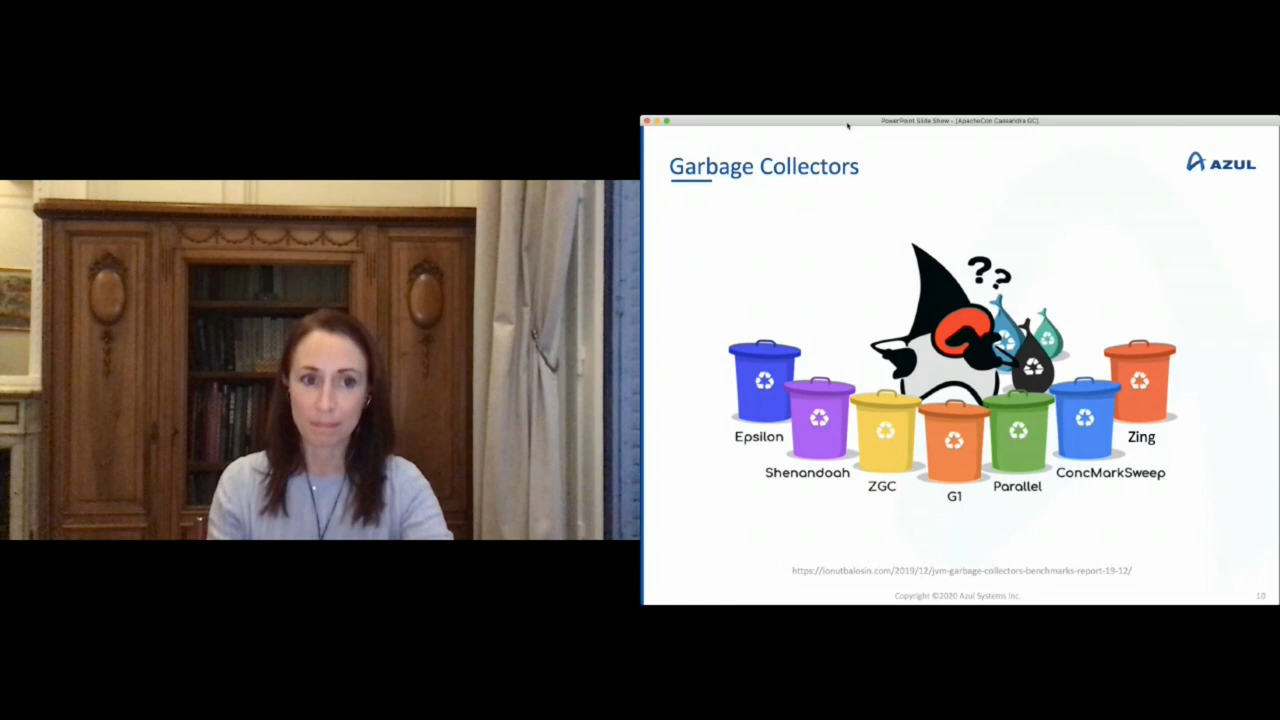 PowerPoint Slide Show - [ApacheCon Cassandra GC]
Garbage Collectors
AZUL
??
Epsilon
Shenandoah
ZGC
G1
Parallel
ConcMarkSweep
Zing
https://ionutbalosin.com/2019/12/jvm-garbage-collectors-benchmarks-report-19-12/
Copyright ©2020 Azul Systems Inc.
10